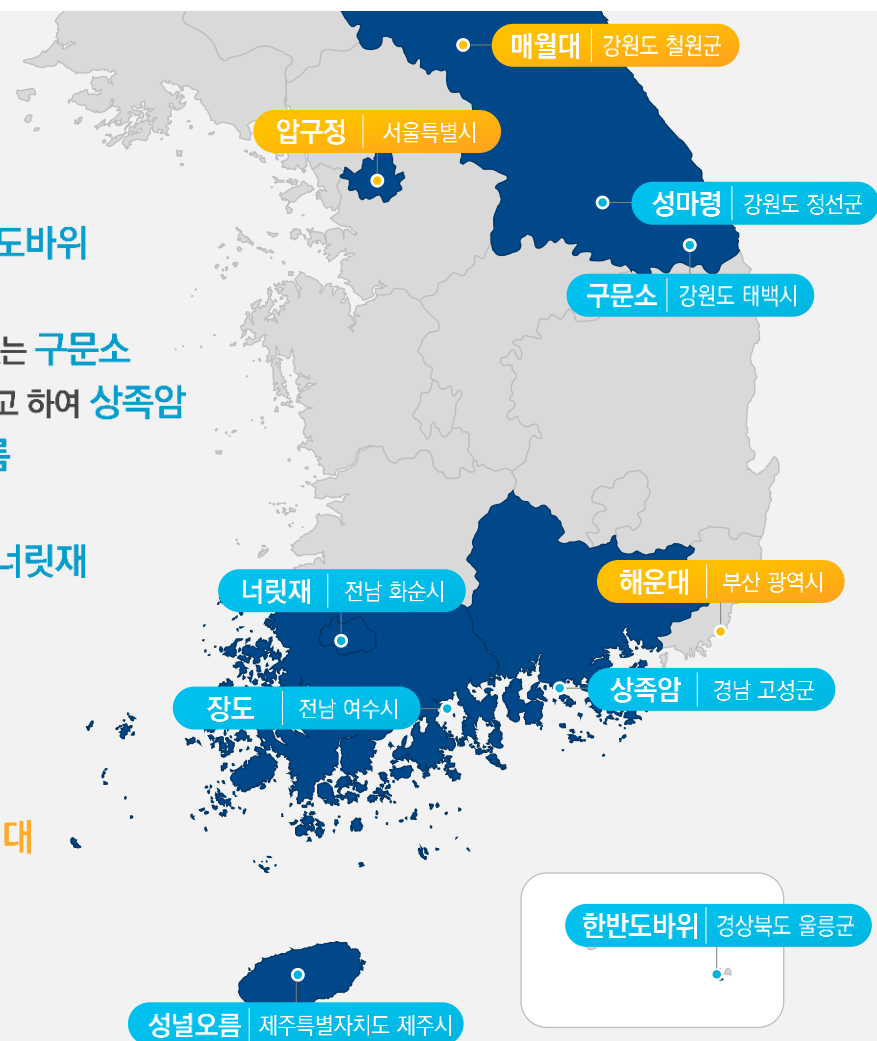 매월대 강원도 철원군
압구정 서울특별시
성마령 강원도 정선군
도바위
구문소 강원도 태백시
는 구문소
고 하여 상족암
름
너릿재
너릿재 전남 화순시
해운대 부산 광역시
상족암 경남 고성군
장도 전남 여수시
대
한반도바위 경상북도 울릉군
성널오름 제주특별자치도 제주시